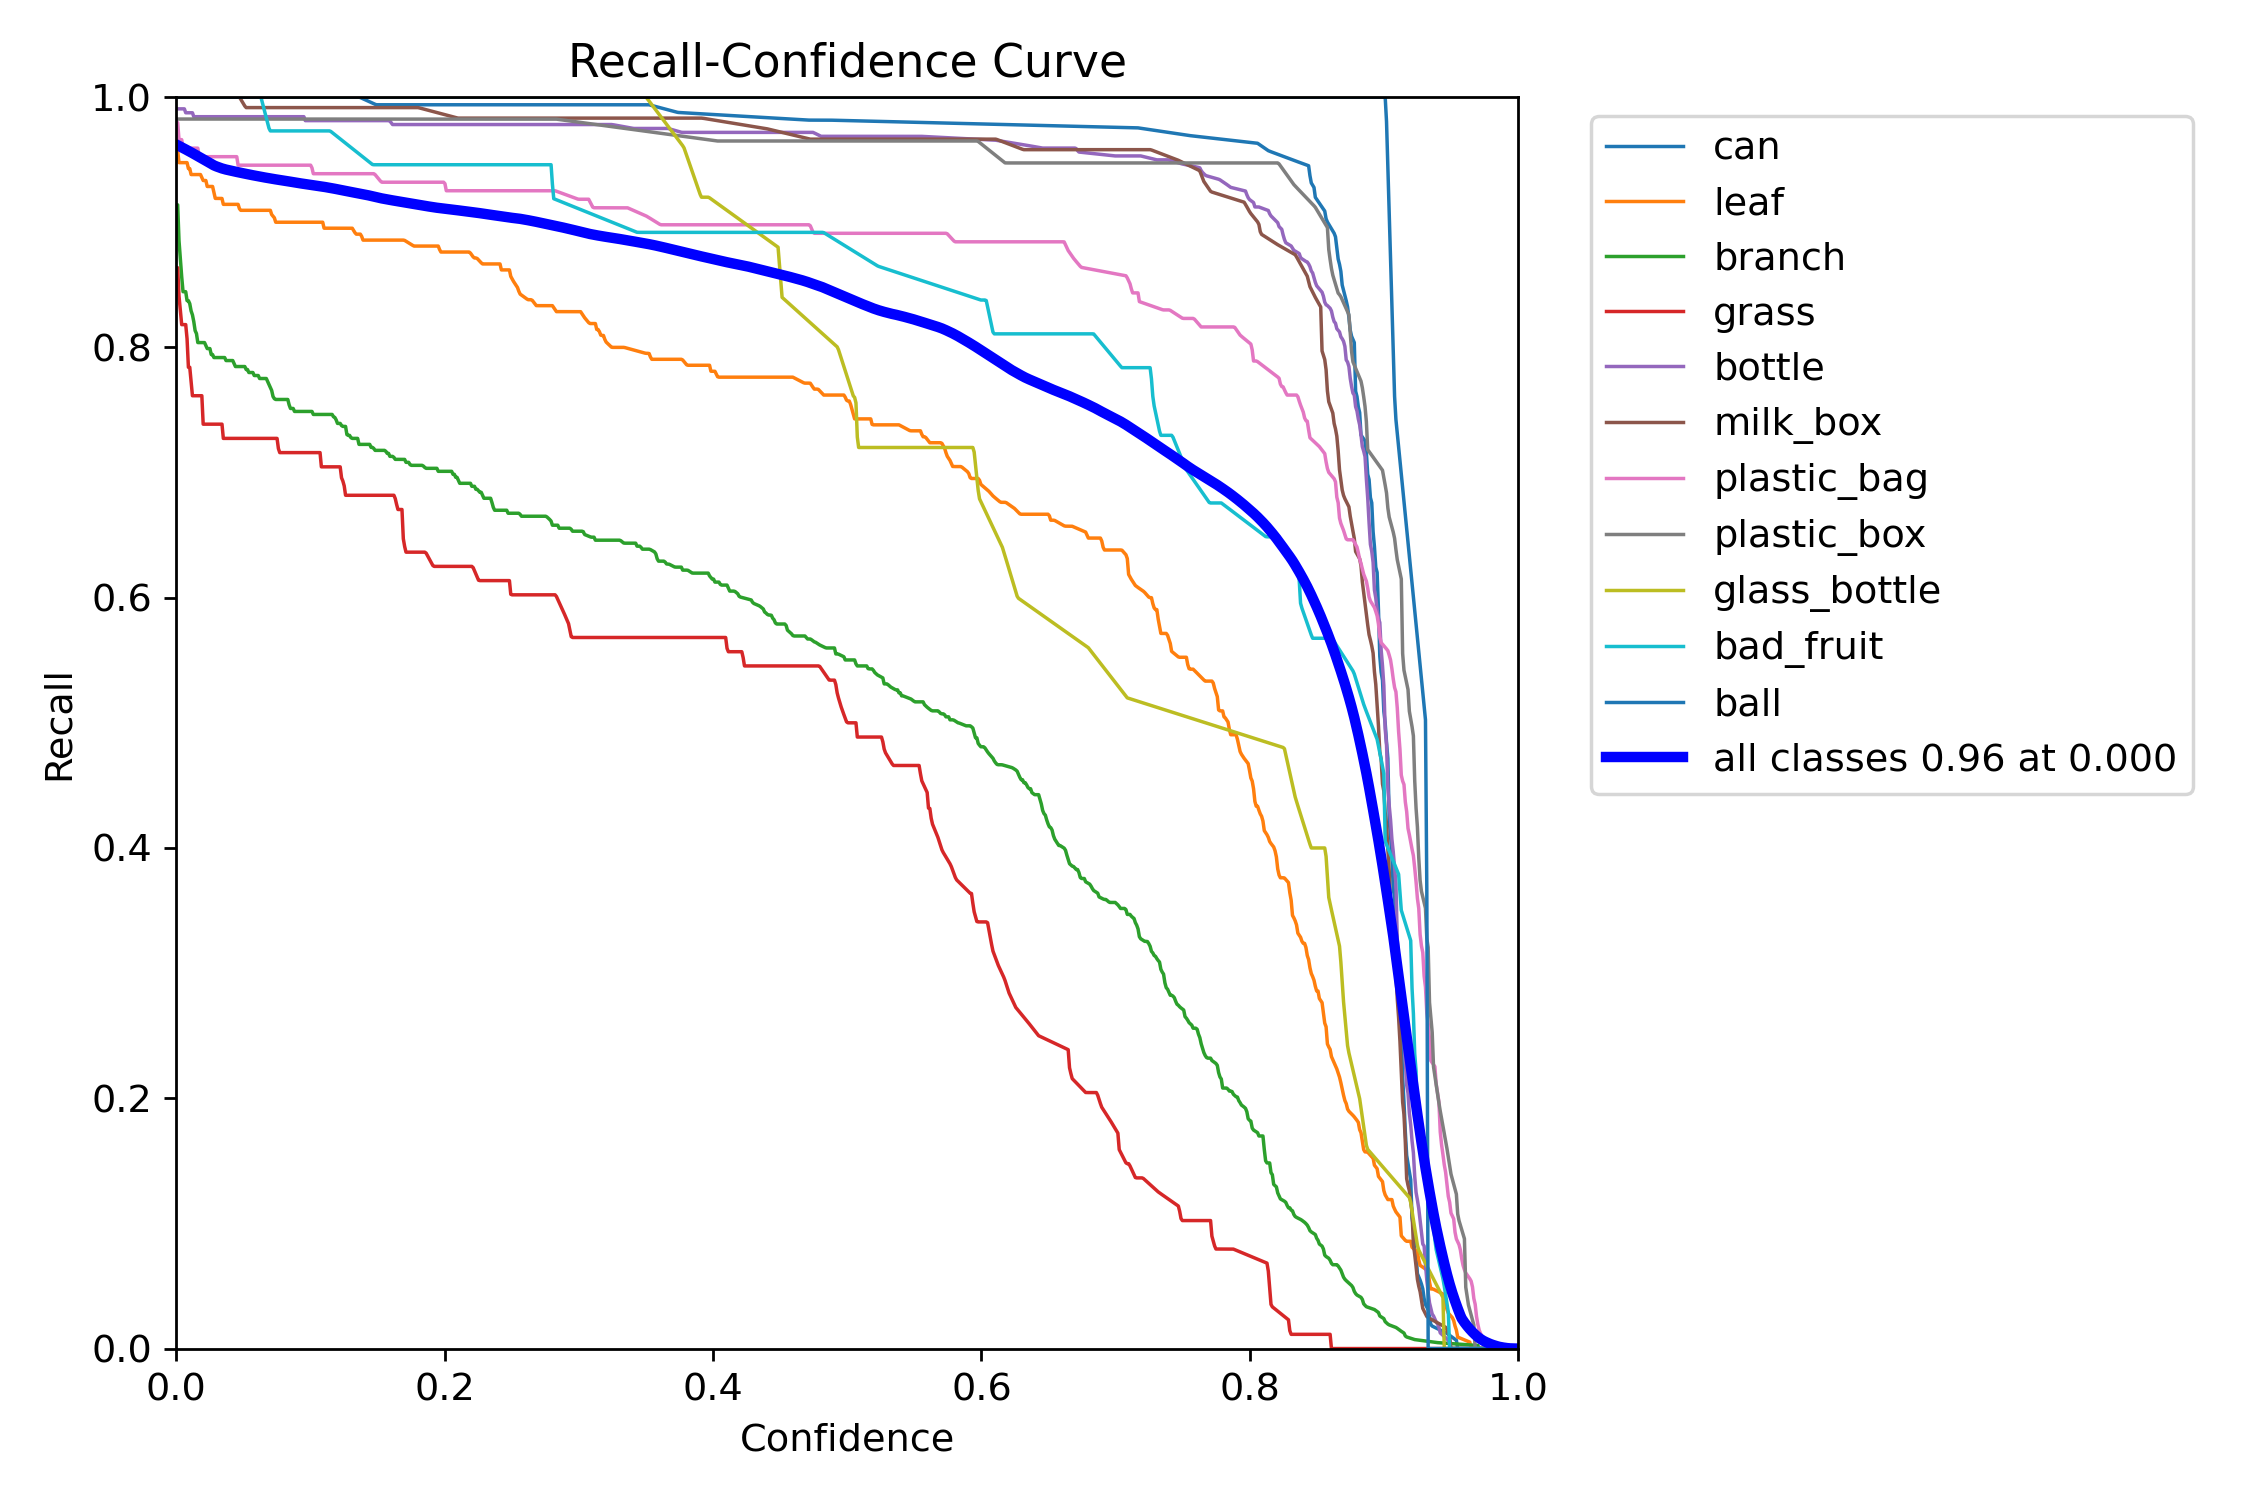 Recall-Confidence Curve
1.0
0.8
0.6
0.4
0.2
0.0
Recall
0.0 0.2 0.4 0.6 0.8 1.0
Confidence
can
leaf
branch
grass
bottle
milk_box
plastic_bag
plastic_box
glass_bottle
bad_fruit
ball
all classes 0.96 at 0.000